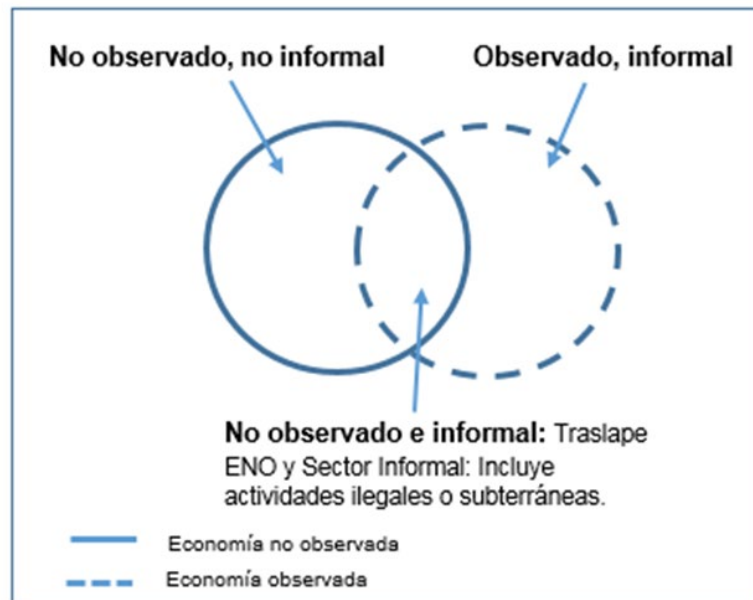 No observado, no informal
Observado, informal
No observado e informal: Traslape
ENO y Sector Informal: Incluye
actividades ilegales o subterráneas.
Economía no observada
Economía observada